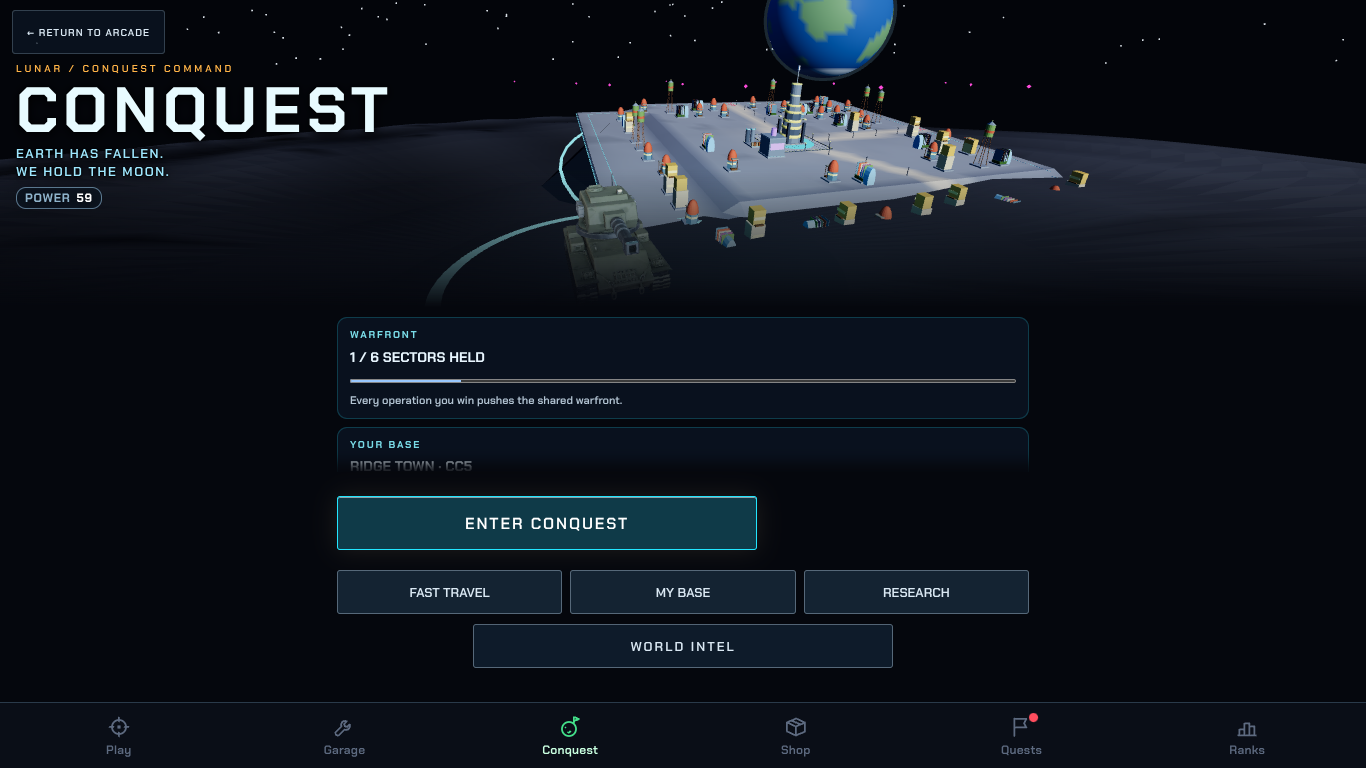 ← RETURN TO ARCADE
LUNAR / CONQUEST COMMAND
CONQUEST
EARTH HAS FALLEN.
WE HOLD THE MOON.
POWER 59
WARFRONT
1 / 6 SECTORS HELD
Every operation you win pushes the shared warfront.
YOUR BASE
RIDGE TOWN · CC5
ENTER CONQUEST
FAST TRAVEL
MY BASE
RESEARCH
WORLD INTEL
Play
Garage
Conquest
Shop
Quests
Ranks